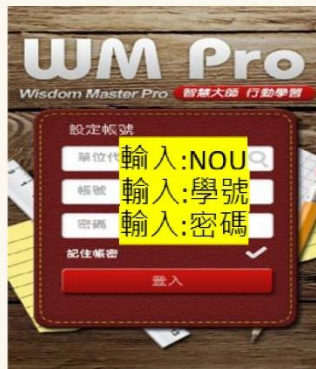 WM Pro
Wisdom Master Pro 智慧大師 行動學習
設定帳號
單位代
輸入:NOU
帳號
輸入:學號
密碼
輸入:密碼
記住帳密
登入